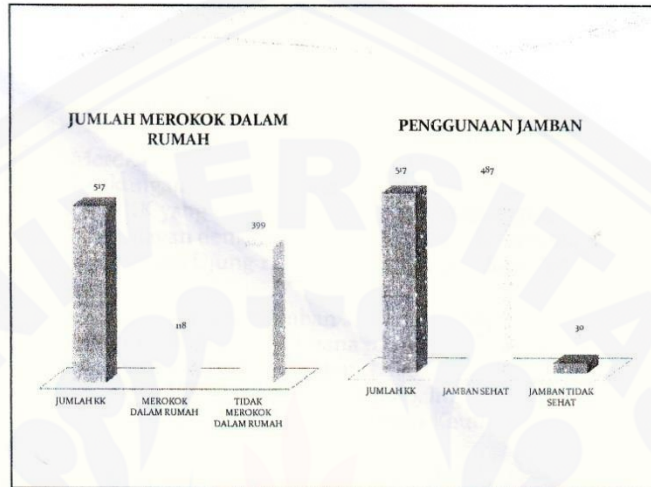 JUMLAH MEROKOK DALAM
RUMAH
517
118
399
JUMLAH KK
MEROKOK
DALAM RUMAH
TIDAK
MEROKOK
DALAM RUMAH
PENGGUNAAN JAMBAN
517
487
30
JUMLAH KK
JAMBAN SEHAT
JAMBAN TIDAK
SEHAT